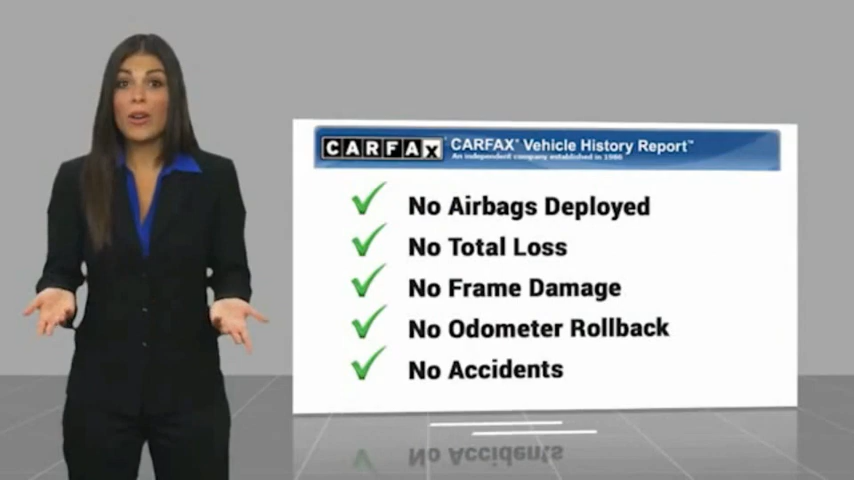 CARFAX CARFAX® Vehicle History Report™
An independent company established in 1986
No Airbags Deployed
No Total Loss
No Frame Damage
No Odometer Rollback
No Accidents
No Accidents